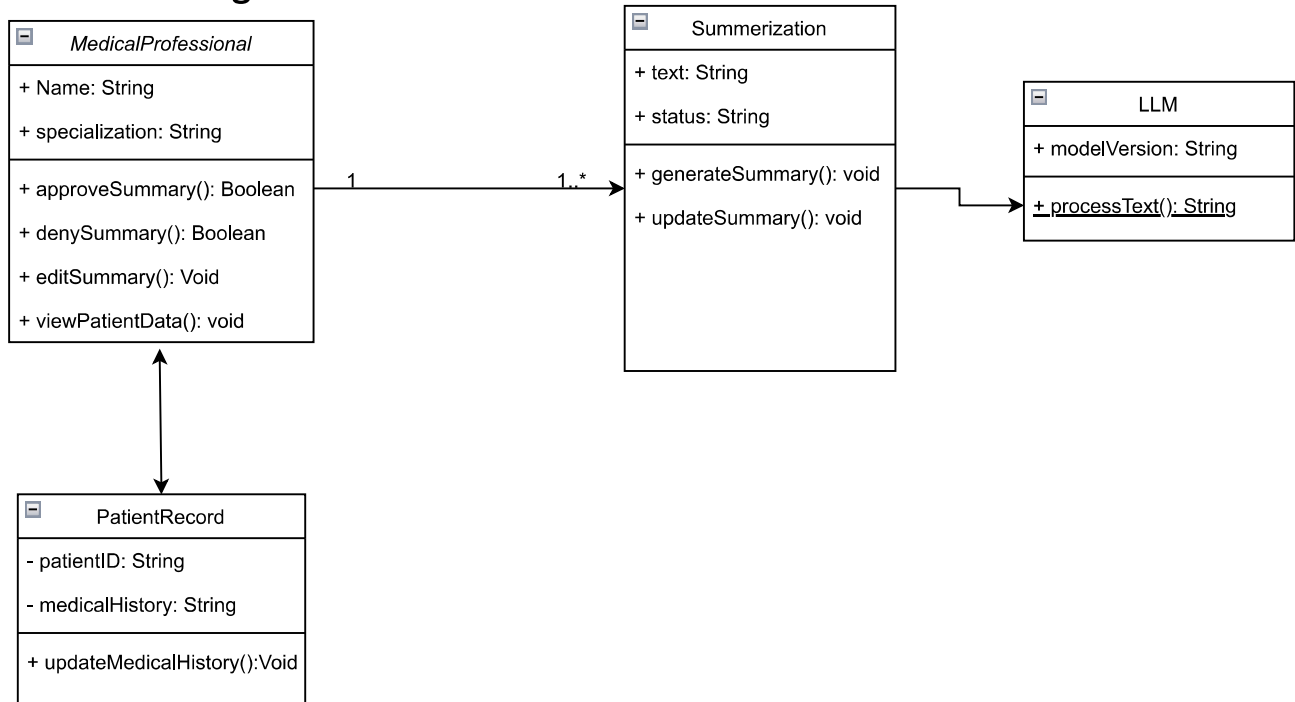 MedicalProfessional
+ Name: String
+ specialization: String
+ approveSummary(): Boolean
+ denySummary(): Boolean
+ editSummary(): Void
+ viewPatientData(): void
1
1..*
Summerization
+ text: String
+ status: String
+ generateSummary(): void
+ updateSummary(): void
LLM
+ modelVersion: String
+ processText(): String
PatientRecord
- patientID: String
- medicalHistory: String
+ updateMedicalHistory():Void